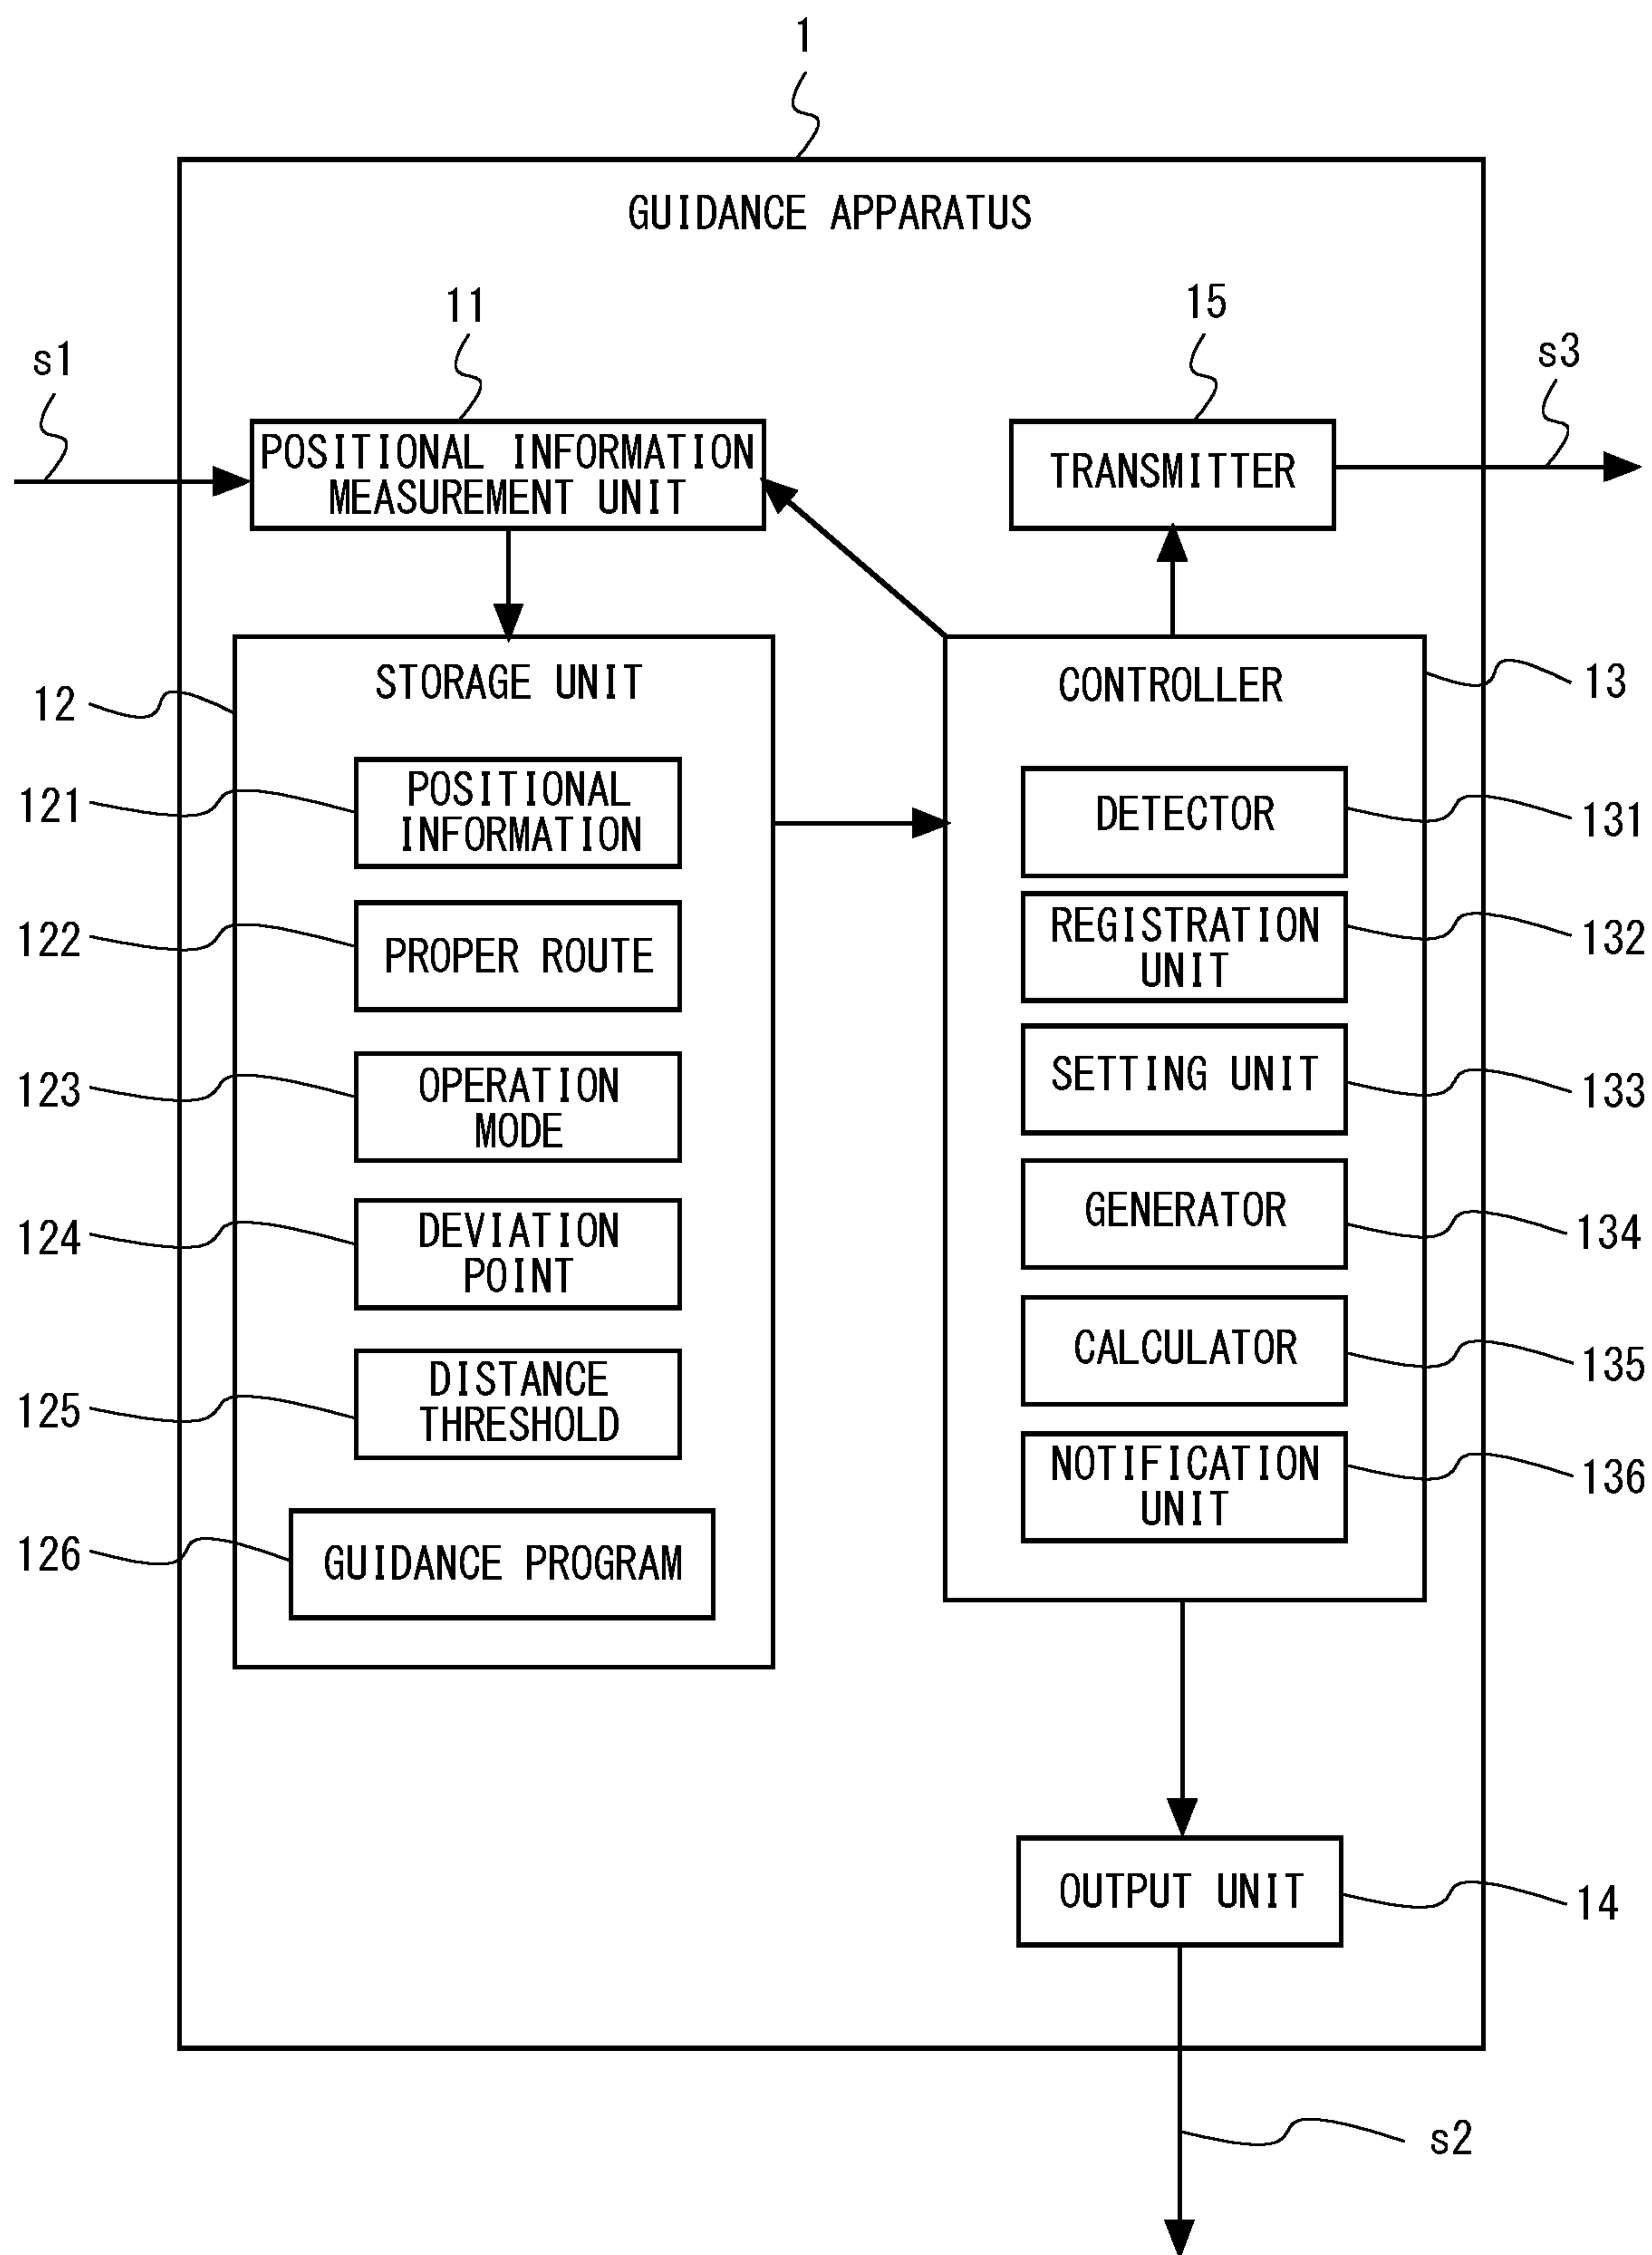 1
GUIDANCE APPARATUS
11
15
s1
s3
POSITIONAL INFORMATION
MEASUREMENT UNIT
TRANSMITTER
12
STORAGE UNIT
121
POSITIONAL
INFORMATION
122
PROPER ROUTE
123
OPERATION
MODE
124
DEVIATION
POINT
125
DISTANCE
THRESHOLD
126
GUIDANCE PROGRAM
CONTROLLER
13
DETECTOR
131
REGISTRATION
UNIT
132
SETTING UNIT
133
GENERATOR
134
CALCULATOR
135
NOTIFICATION
UNIT
136
OUTPUT UNIT
14
s2